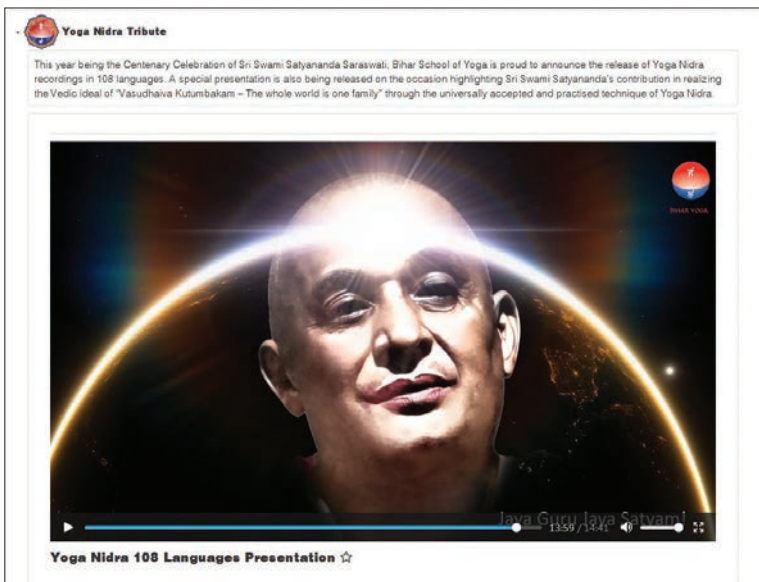 Yoga Nidra Tribute
This year being the Centenary Celebration of Sri Swami Satyananda Saraswati, Bihar School of Yoga is proud to announce the release of Yoga Nidra
recordings in 108 languages. A special presentation is also being released on the occasion highlighting Sri Swami Satyananda's contribution in realizing
the Vedic ideal of "Vasudhaiva Kutumbakam – The whole world is one family" through the universally accepted and practised technique of Yoga Nidra.
BIHAR YOGA
Jaya Guru Jaya Satyam
13:59 / 14:41
Yoga Nidra 108 Languages Presentation ☆